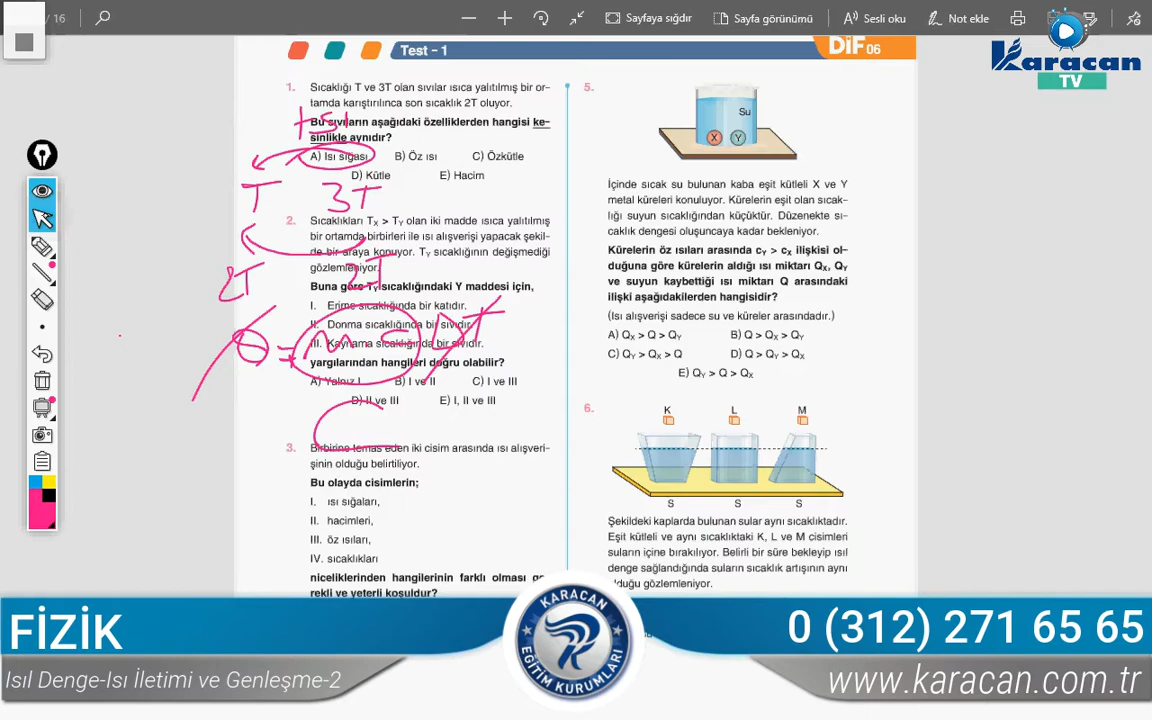 / 16
Sayfaya sığdır
Sayfa görünümü
Sesli oku
Not ekle
Karacan
TV
Test - 1
DİF 06
1. Sıcaklığı T ve 3T olan sıvılar ısıca yalıtılmış bir or-
tamda karıştırılınca son sıcaklık 2T oluyor.
ısı
Bu sıvıların aşağıdaki özelliklerden hangisi ke-
sinlikle aynıdır?
A) Isı sığası B) Öz ısı C) Özkütle
D) Kütle E) Hacim
T 3T
2. Sıcaklıkları TX > TY olan iki madde ısıca yalıtılmış
bir ortamda birbirleri ile ısı alışverişi yapacak şekil-
de bir araya konuyor. TY sıcaklığının değişmediği
gözlemleniyor.
2T 2T
Buna göre TY sıcaklığındaki Y maddesi için,
I. Erime sıcaklığında bir katıdır.
II. Donma sıcaklığında bir sıvıdır.
III. Kaynama sıcaklığında bir sıvıdır.
Q = m c Δt
yargılarından hangileri doğru olabilir?
A) Yalnız I B) I ve II C) I ve III
D) II ve III E) I, II ve III
C
3. Birbirine temas eden iki cisim arasında ısı alışveri-
şinin olduğu belirtiliyor.
Bu olayda cisimlerin;
I. ısı sığaları,
II. hacimleri,
III. öz ısıları,
IV. sıcaklıkları
niceliklerinden hangilerinin farklı olması ge-
rekli ve yeterli koşuldur?
5.
Su
X Y
İçinde sıcak su bulunan kaba eşit kütleli X ve Y
metal küreleri konuluyor. Kürelerin eşit olan sıcak-
lığı suyun sıcaklığından küçüktür. Düzenekte sı-
caklık dengesi oluşuncaya kadar bekleniyor.
Kürelerin öz ısıları arasında cY > cX ilişkisi ol-
duğuna göre kürelerin aldığı ısı miktarı QX, QY
ve suyun kaybettiği ısı miktarı Q arasındaki
ilişki aşağıdakilerden hangisidir?
(Isı alışverişi sadece su ve küreler arasındadır.)
A) QX > Q > QY B) Q > QX > QY
C) QY > QX > Q D) Q > QY > QX
E) QY > Q > QX
6.
K L M
S S S
Şekildeki kaplarda bulunan sular aynı sıcaklıktadır.
Eşit kütleli ve aynı sıcaklıktaki K, L ve M cisimleri
suların içine bırakılıyor. Belirli bir süre bekleyip ısıl
denge sağlandığında suların sıcaklık artışının aynı
olduğu gözlemleniyor.
FİZİK
Isıl Denge-Isı İletimi ve Genleşme-2
KARACAN
EĞİTİM KURUMLARI
0 (312) 271 65 65
www.karacan.com.tr